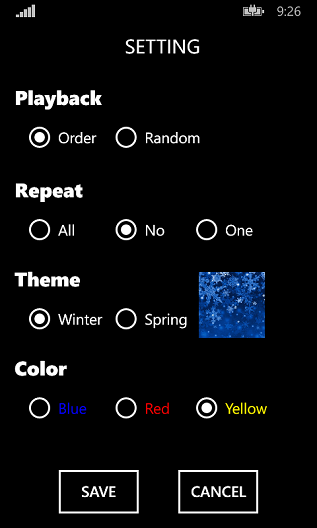 9:26
SETTING
Playback
Order Random
Repeat
All No One
Theme
Winter Spring
Color
Blue Red Yellow
SAVE CANCEL